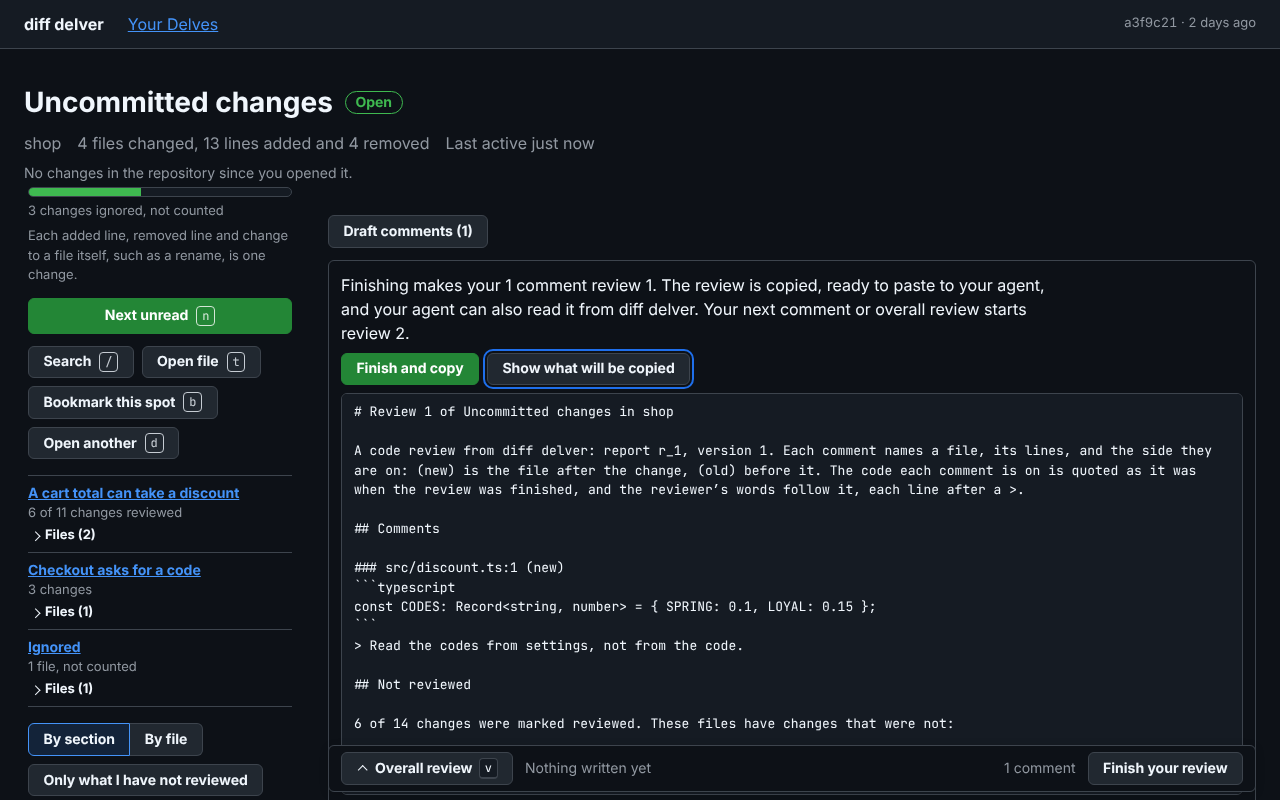 diff delver
Your Delves
a3f9c21 · 2 days ago
Uncommitted changes
Open
shop
4 files changed, 13 lines added and 4 removed
Last active just now
No changes in the repository since you opened it.
3 changes ignored, not counted
Each added line, removed line and change
to a file itself, such as a rename, is one
change.
Next unread n
Search /
Open file t
Bookmark this spot b
Open another d
A cart total can take a discount
6 of 11 changes reviewed
Files (2)
Checkout asks for a code
3 changes
Files (1)
Ignored
1 file, not counted
Files (1)
By section
By file
Only what I have not reviewed
Draft comments (1)
Finishing makes your 1 comment review 1. The review is copied, ready to paste to your agent,
and your agent can also read it from diff delver. Your next comment or overall review starts
review 2.
Finish and copy
Show what will be copied
# Review 1 of Uncommitted changes in shop
A code review from diff delver: report r_1, version 1. Each comment names a file, its lines, and the side they
are on: (new) is the file after the change, (old) before it. The code each comment is on is quoted as it was
when the review was finished, and the reviewer’s words follow it, each line after a >.
## Comments
### src/discount.ts:1 (new)
```typescript
const CODES: Record<string, number> = { SPRING: 0.1, LOYAL: 0.15 };
```
> Read the codes from settings, not from the code.
## Not reviewed
6 of 14 changes were marked reviewed. These files have changes that were not:
Overall review v
Nothing written yet
1 comment
Finish your review